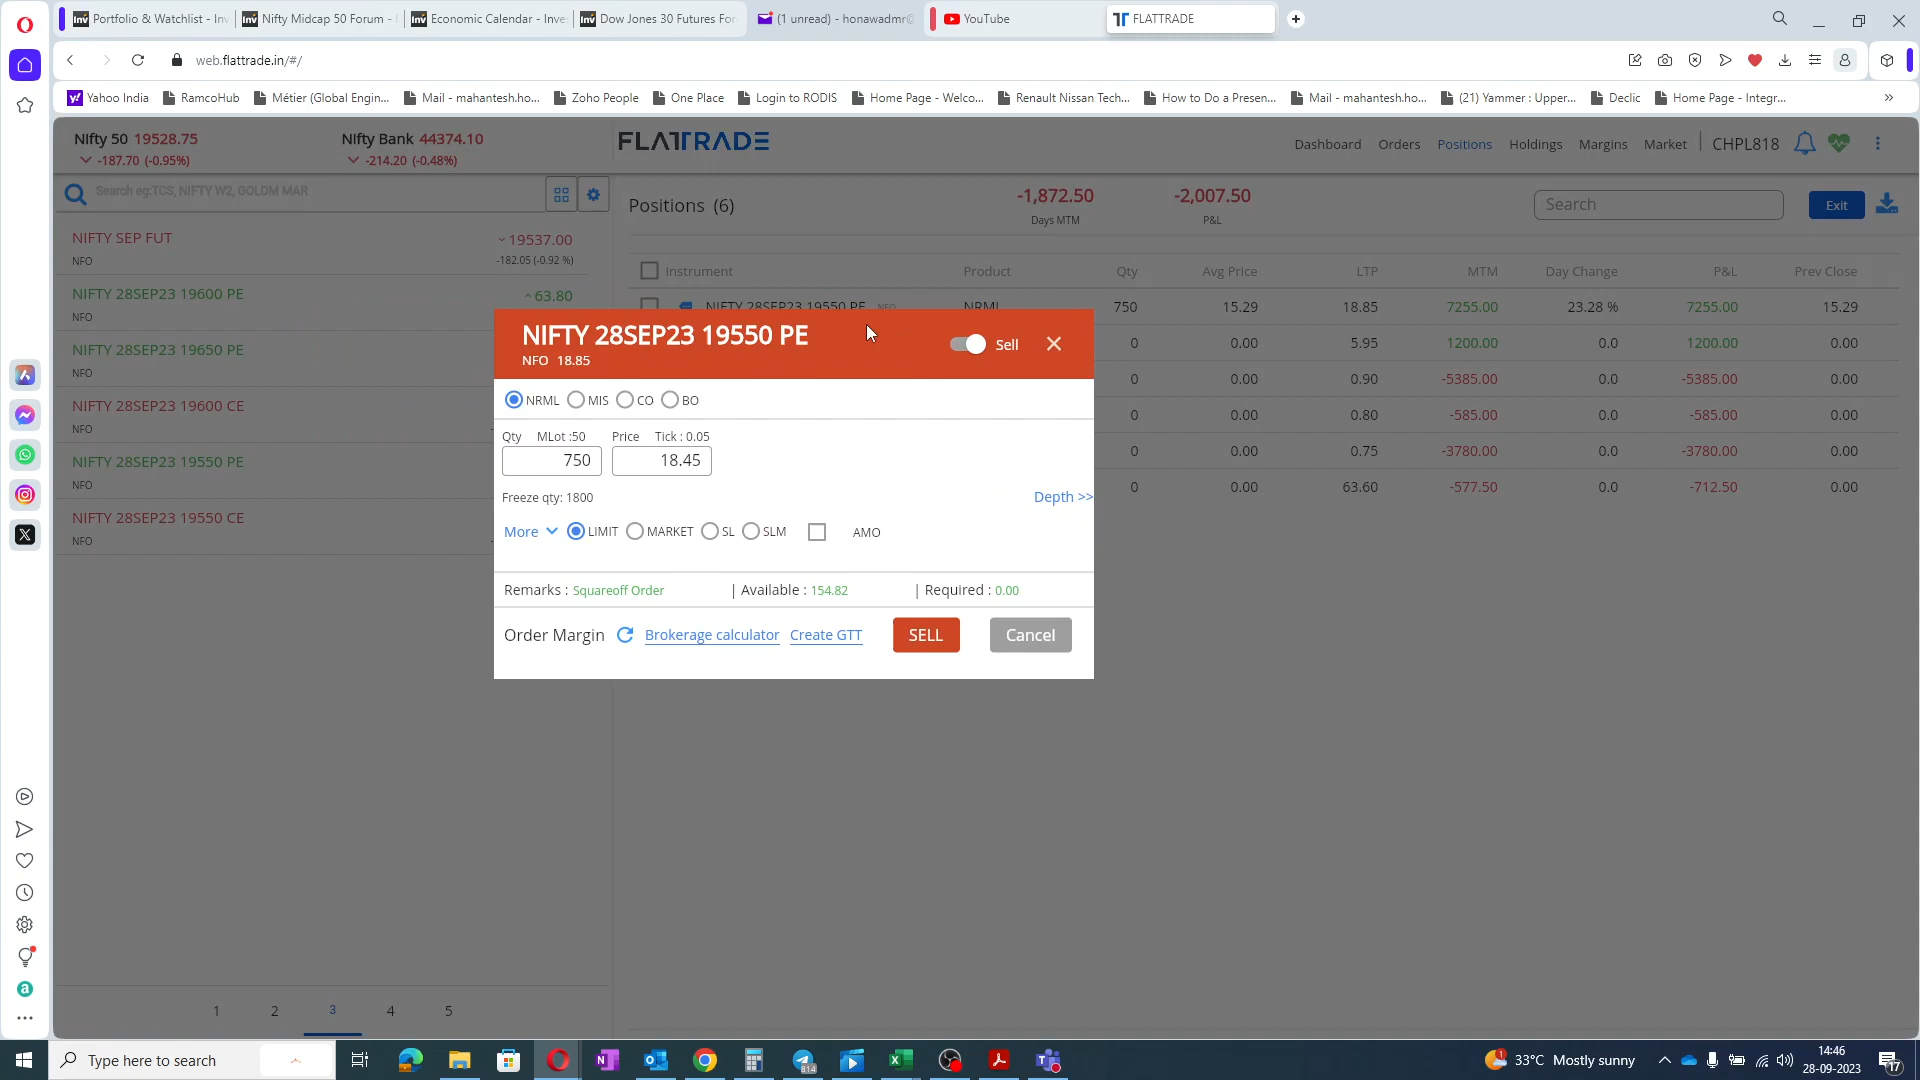 Portfolio & Watchlist - Inv
Nifty Midcap 50 Forum -
Economic Calendar - Inve
Dow Jones 30 Futures For
(1 unread) - honawadmr@
YouTube
FLATTRADE
web.flattrade.in/#/
Yahoo India
RamcoHub
Métier (Global Engin...
Mail - mahantesh.ho...
Zoho People
One Place
Login to RODIS
Home Page - Welco...
Renault Nissan Tech...
How to Do a Presen...
Mail - mahantesh.ho...
(21) Yammer : Upper...
Declic
Home Page - Integr...
Nifty 50 19528.75
-187.70 (-0.95%)
Nifty Bank 44374.10
-214.20 (-0.48%)
FLATTRADE
Dashboard Orders Positions Holdings Margins Market CHPL818
Search eg:TCS, NIFTY W2, GOLDM MAR
NIFTY SEP FUT 19537.00
NFO -182.05 (-0.92 %)
NIFTY 28SEP23 19600 PE 63.80
NFO
NIFTY 28SEP23 19650 PE
NFO
NIFTY 28SEP23 19600 CE
NFO
NIFTY 28SEP23 19550 PE
NFO
NIFTY 28SEP23 19550 CE
NFO
1 2 3 4 5
Positions (6)
-1,872.50
Days MTM
-2,007.50
P&L
Search
Exit
Instrument Product Qty Avg Price LTP MTM Day Change P&L Prev Close
NIFTY 28SEP23 19550 PE NFO NRML 750 15.29 18.85 7255.00 23.28 % 7255.00 15.29
0 0.00 5.95 1200.00 0.0 1200.00 0.00
0 0.00 0.90 -5385.00 0.0 -5385.00 0.00
0 0.00 0.80 -585.00 0.0 -585.00 0.00
0 0.00 0.75 -3780.00 0.0 -3780.00 0.00
0 0.00 63.60 -577.50 0.0 -712.50 0.00
NIFTY 28SEP23 19550 PE
NFO 18.85
Sell
NRML MIS CO BO
Qty MLot :50 Price Tick : 0.05
750 18.45
Freeze qty: 1800
Depth >>
More LIMIT MARKET SL SLM AMO
Remarks : Squareoff Order | Available : 154.82 | Required : 0.00
Order Margin Brokerage calculator Create GTT SELL Cancel
Type here to search
814
33°C Mostly sunny
14:46
28-09-2023
17